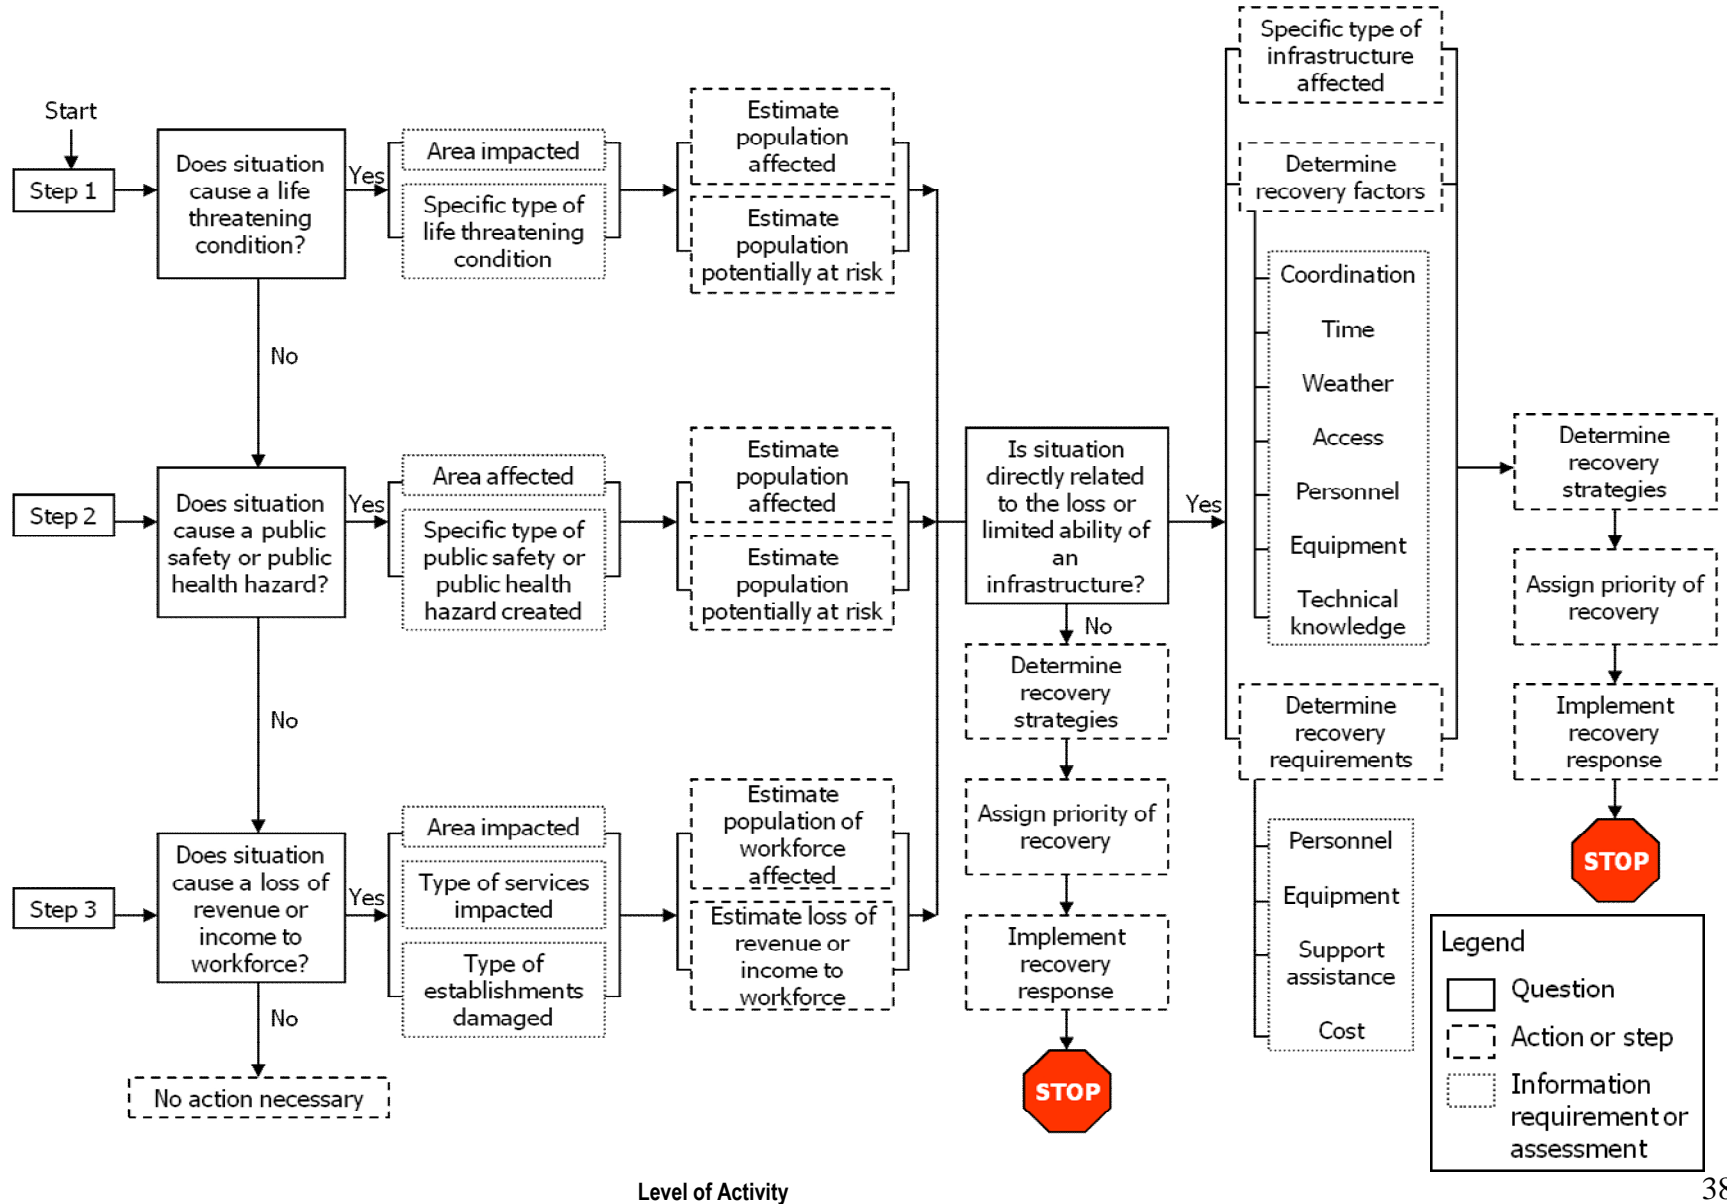 Start
Step 1
Does situation
cause a life
threatening
condition?
Yes
Area impacted
Specific type of
life threatening
condition
Estimate
population
affected
Estimate
population
potentially at risk
No
Step 2
Does situation
cause a public
safety or public
health hazard?
Yes
Area affected
Specific type of
public safety or
public health
hazard created
Estimate
population
affected
Estimate
population
potentially at risk
No
Step 3
Does situation
cause a loss of
revenue or
income to
workforce?
Yes
Area impacted
Type of services
impacted
Type of
establishments
damaged
Estimate
population of
workforce
affected
Estimate loss of
revenue or
income to
workforce
No
No action necessary
Is situation
directly related
to the loss or
limited ability of
an
infrastructure?
No
Determine
recovery
strategies
Assign priority of
recovery
Implement
recovery
response
STOP
Yes
Specific type of
infrastructure
affected
Determine
recovery factors
Coordination
Time
Weather
Access
Personnel
Equipment
Technical
knowledge
Determine
recovery
requirements
Personnel
Equipment
Support
assistance
Cost
Determine
recovery
strategies
Assign priority of
recovery
Implement
recovery
response
STOP
Legend
Question
Action or step
Information
requirement or
assessment
Level of Activity
38